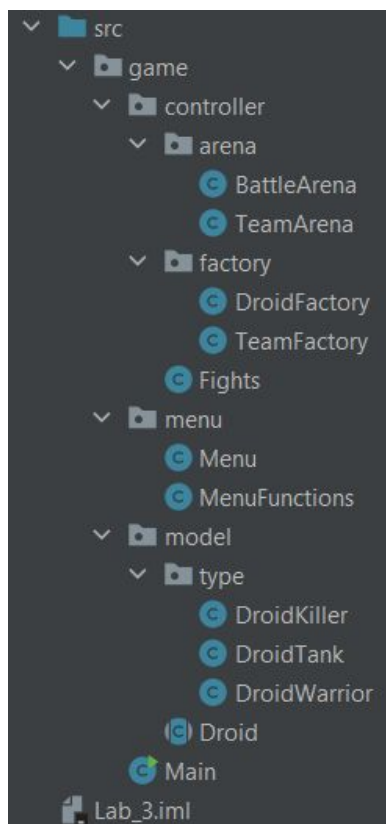 src
game
controller
arena
BattleArena
TeamArena
factory
DroidFactory
TeamFactory
Fights
menu
Menu
MenuFunctions
model
type
DroidKiller
DroidTank
DroidWarrior
Droid
Main
Lab_3.iml